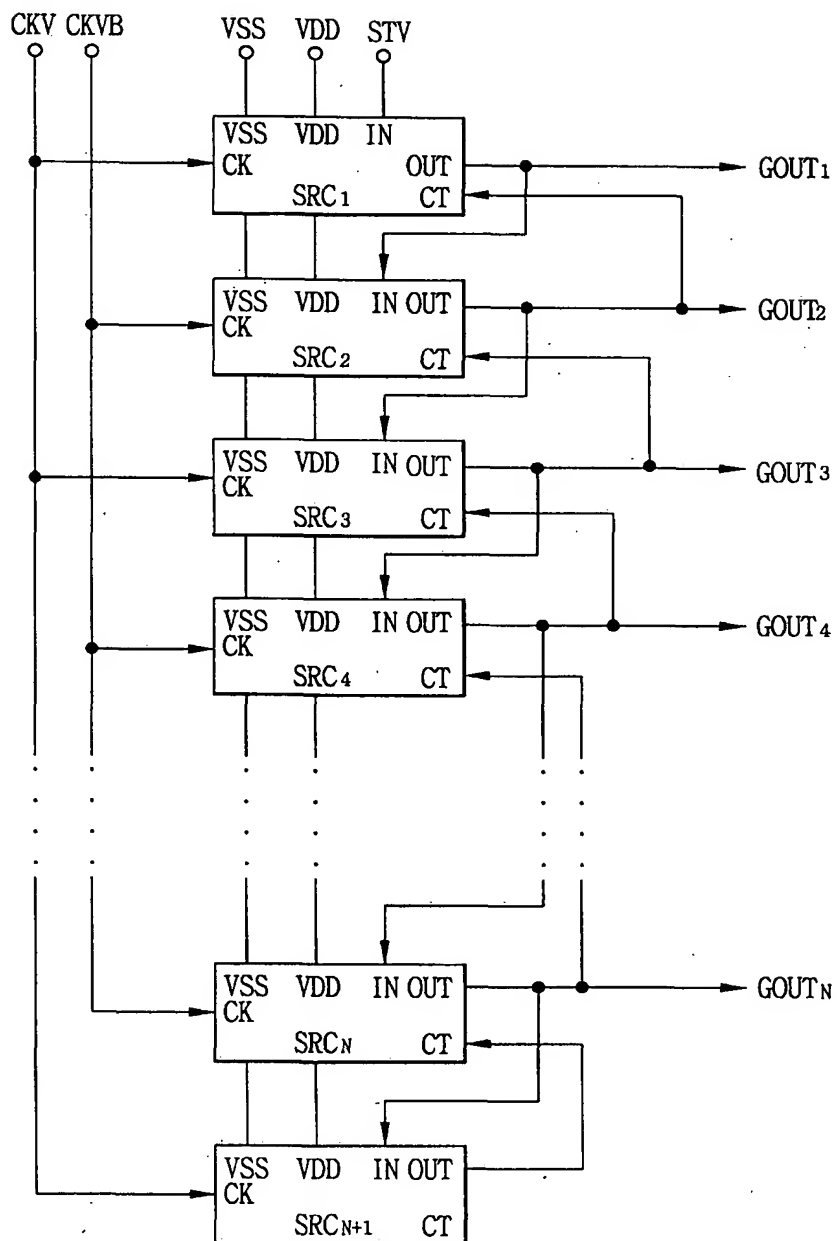 CKV CKVB VSS VDD STV
VSS VDD IN
CK OUT GOUT1
SRC1 CT
VSS VDD IN OUT GOUT2
CK
SRC2 CT
VSS VDD IN OUT GOUT3
CK
SRC3 CT
VSS VDD IN OUT GOUT4
CK
SRC4 CT
VSS VDD IN OUT GOUTN
CK
SRCN CT
VSS VDD IN OUT
CK
SRCN+1 CT